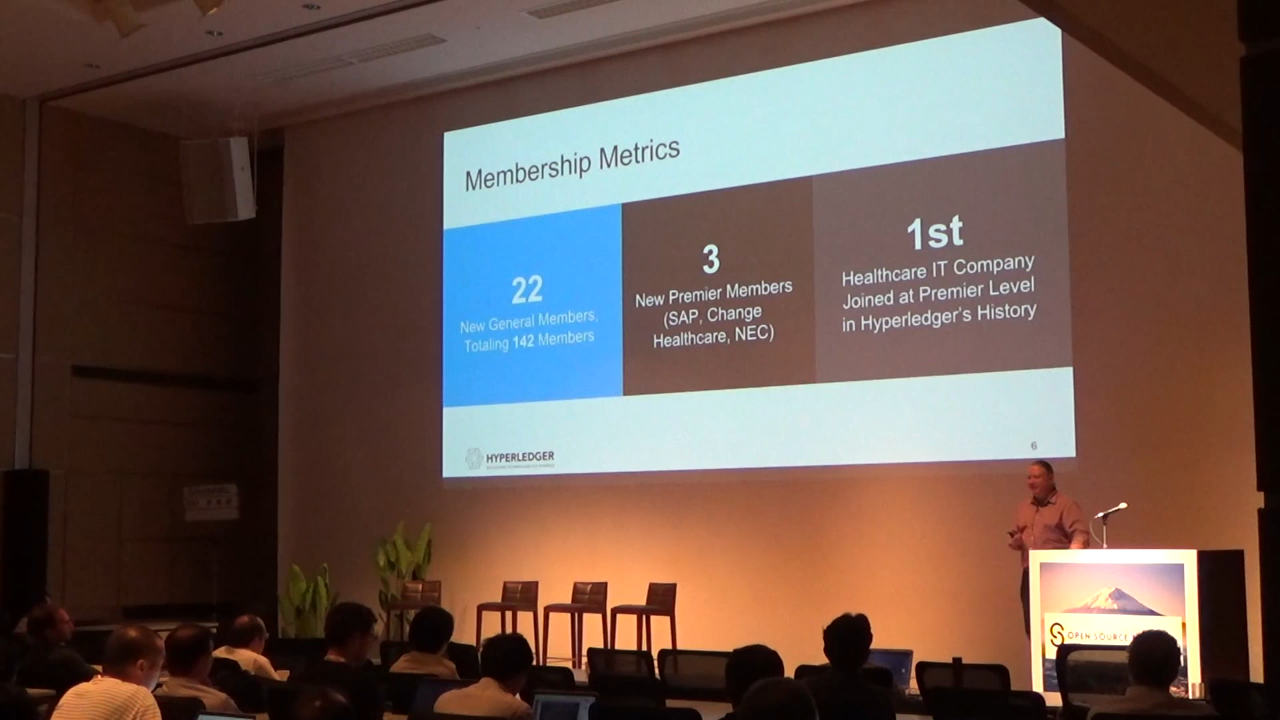 Membership Metrics
22
New General Members,
Totaling 142 Members
3
New Premier Members
(SAP, Change
Healthcare, NEC)
1st
Healthcare IT Company
Joined at Premier Level
in Hyperledger's History
HYPERLEDGER
6
OPEN SOURCE